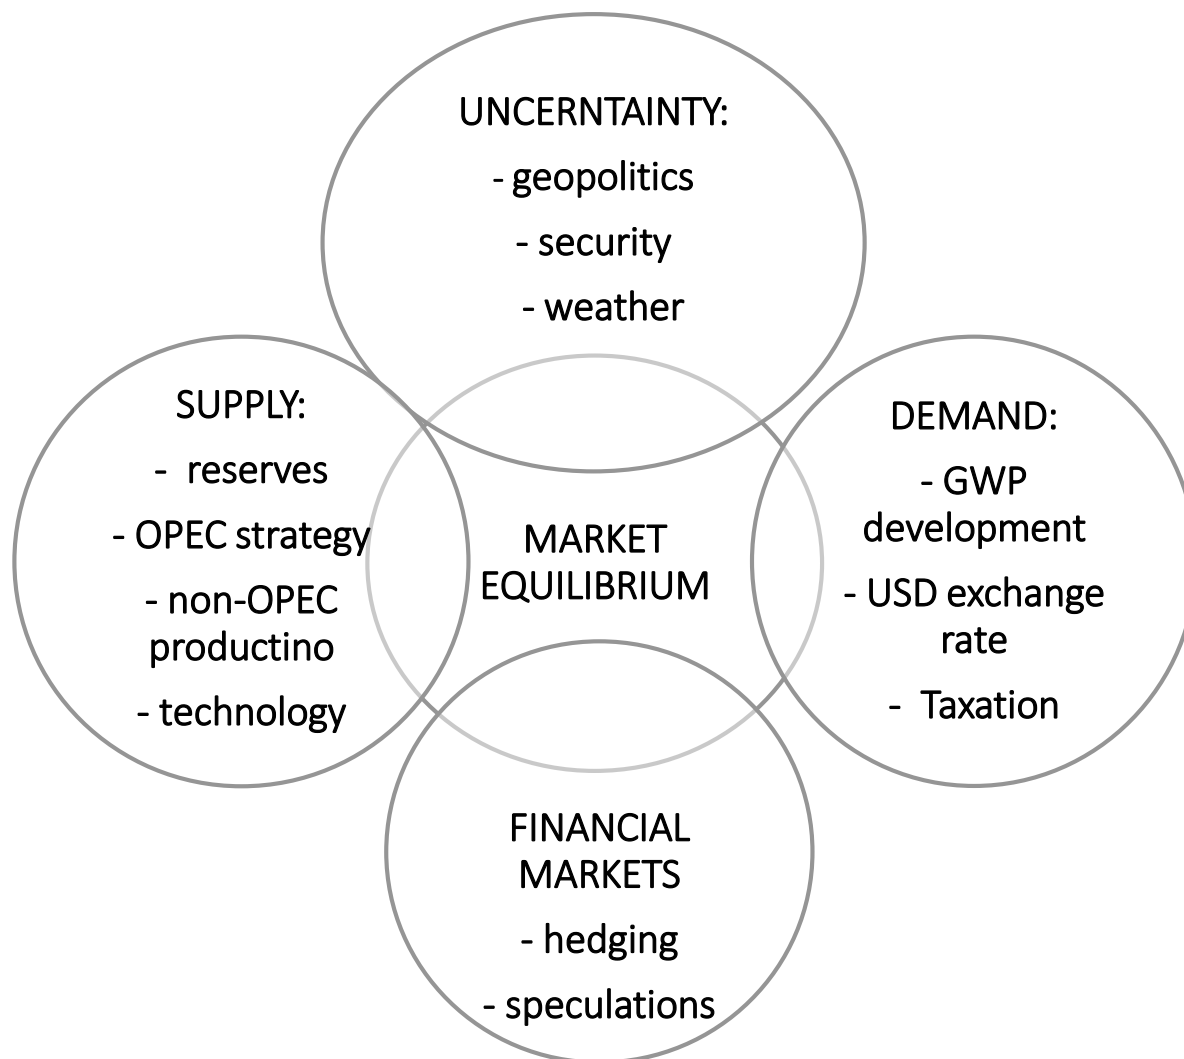 UNCERNTAINTY:
- geopolitics
- security
- weather
SUPPLY:
- reserves
- OPEC strategy
- non-OPEC
productino
- technology
MARKET
EQUILIBRIUM
DEMAND:
- GWP
development
- USD exchange
rate
- Taxation
FINANCIAL
MARKETS
- hedging
- speculations